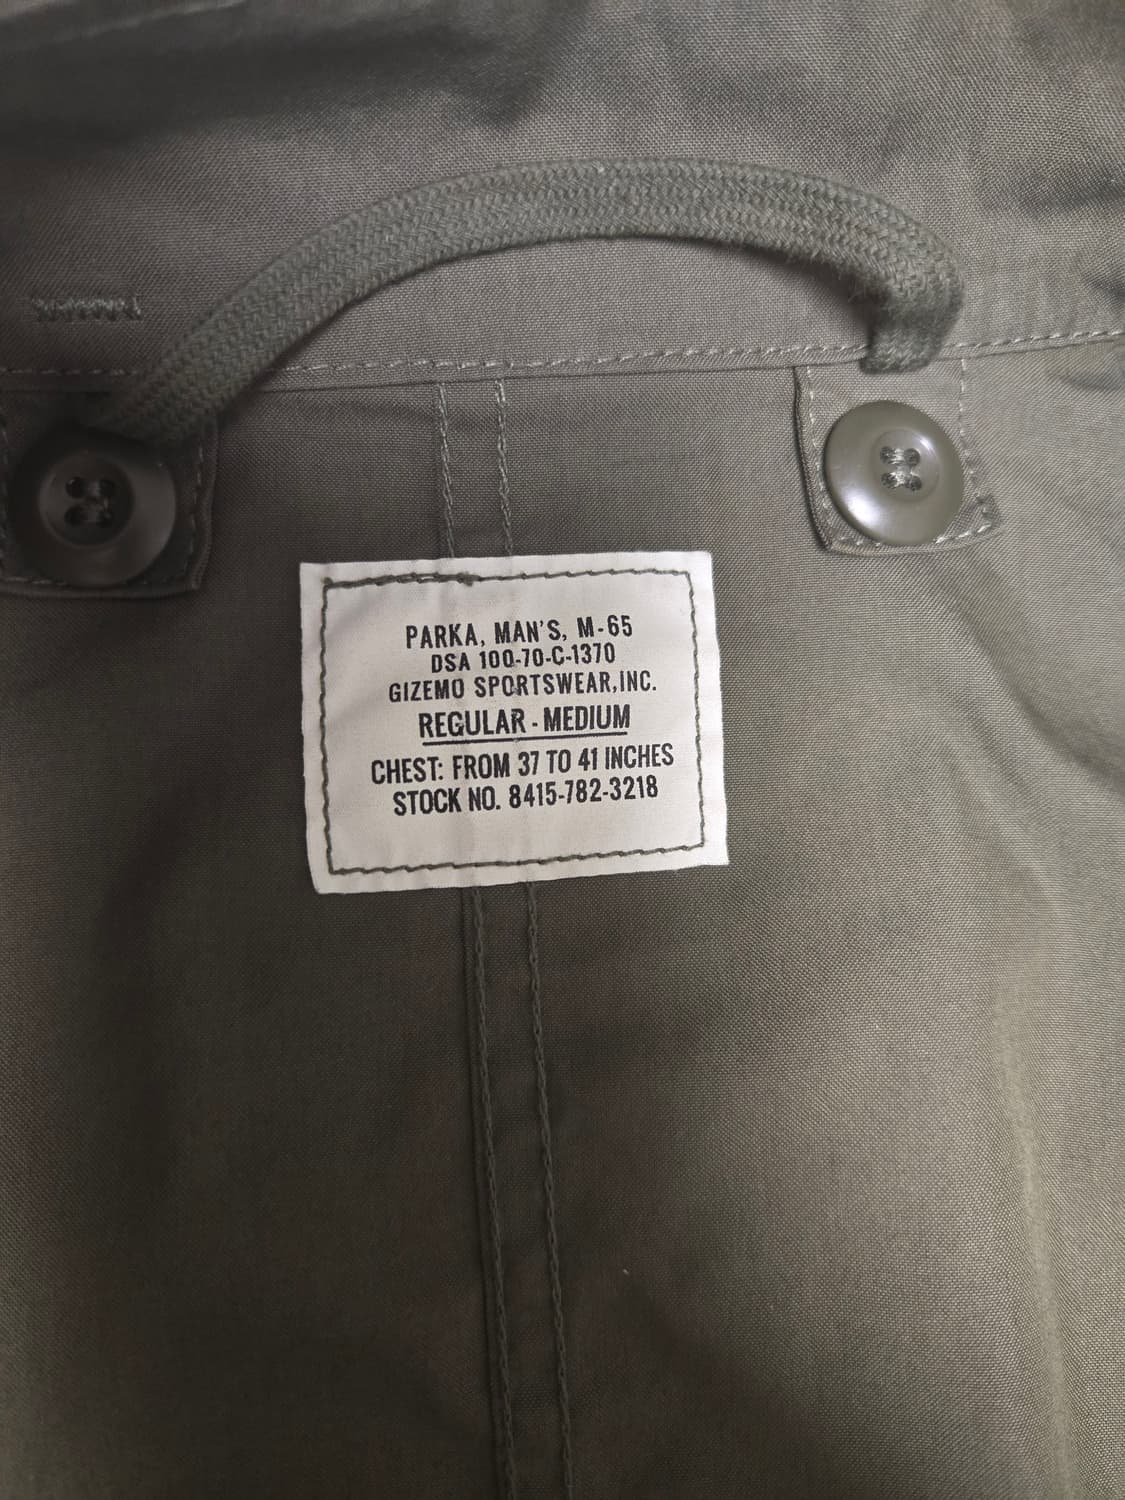 PARKA, MAN'S, M-65
DSA 100-70-C-1370
GIZEMO SPORTSWEAR,INC.
REGULAR - MEDIUM
CHEST: FROM 37 TO 41 INCHES
STOCK NO. 8415-782-3218